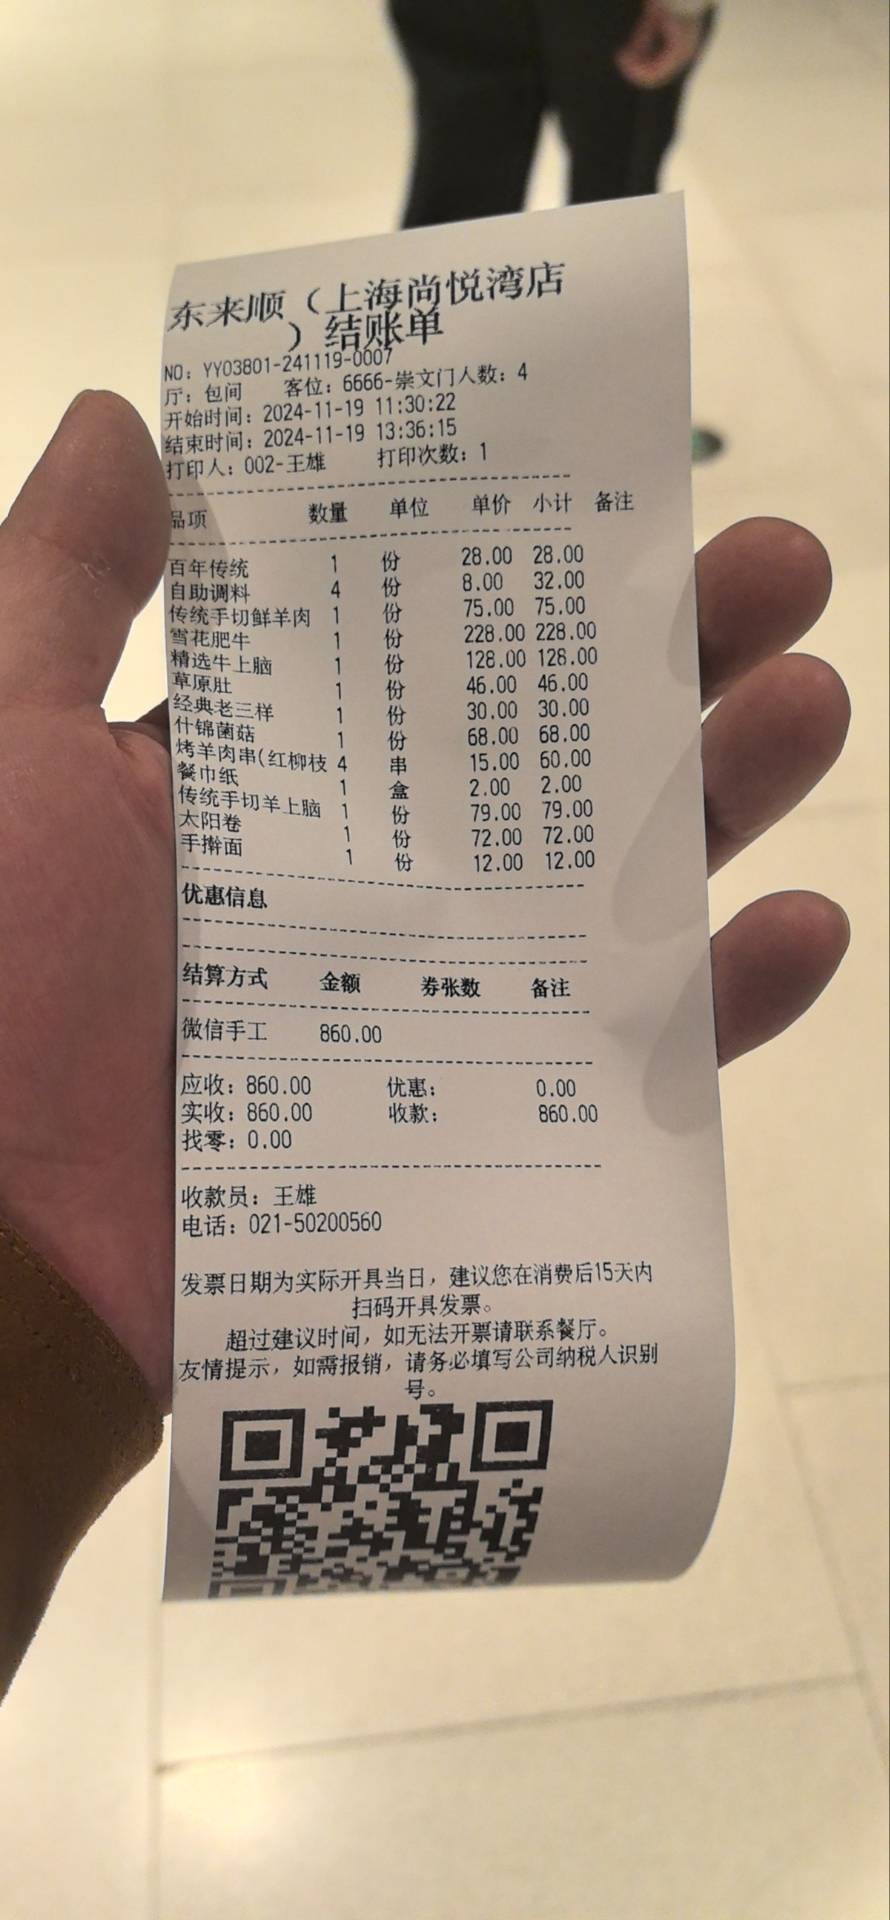 东来顺（上海尚悦湾店
）结账单
NO: YY03801-241119-0007
厅: 包间 客位: 6666-崇文门人数: 4
开始时间: 2024-11-19 11:30:22
结束时间: 2024-11-19 13:36:15
打印人: 002-王雄 打印次数: 1
品项 数量 单位 单价 小计 备注
百年传统 1 份 28.00 28.00
自助调料 4 份 8.00 32.00
传统手切鲜羊肉 1 份 75.00 75.00
雪花肥牛 1 份 228.00 228.00
精选牛上脑 1 份 128.00 128.00
草原肚 1 份 46.00 46.00
经典老三样 1 份 30.00 30.00
什锦菌菇 1 份 68.00 68.00
烤羊肉串(红柳枝 4 串 15.00 60.00
餐巾纸 1 盒 2.00 2.00
传统手切羊上脑 1 份 79.00 79.00
太阳卷 1 份 72.00 72.00
手擀面 1 份 12.00 12.00
优惠信息
结算方式 金额 券张数 备注
微信手工 860.00
应收: 860.00 优惠: 0.00
实收: 860.00 收款: 860.00
找零: 0.00
收款员: 王雄
电话: 021-50200560
发票日期为实际开具当日，建议您在消费后15天内
扫码开具发票。
超过建议时间，如无法开票请联系餐厅。
友情提示，如需报销，请务必填写公司纳税人识别
号。